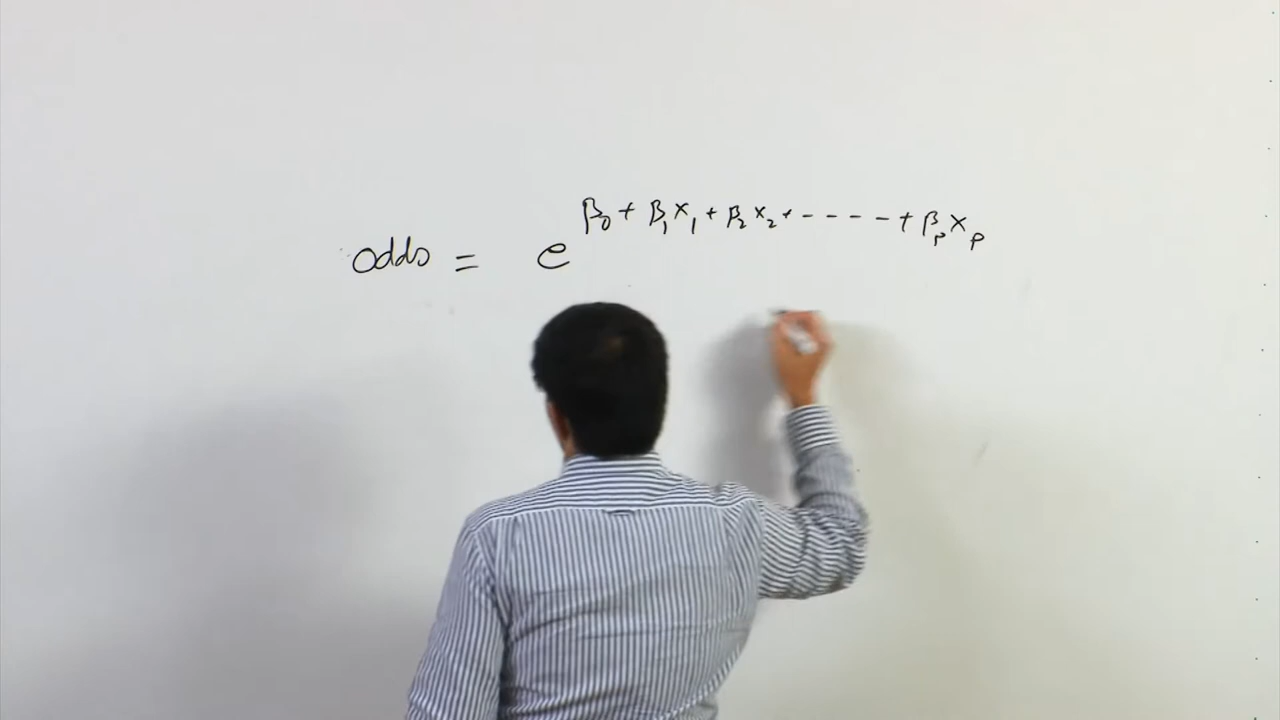 odds = e^{β₀ + β₁x₁ + β₂x₂ + - - - - - + βₚxₚ}